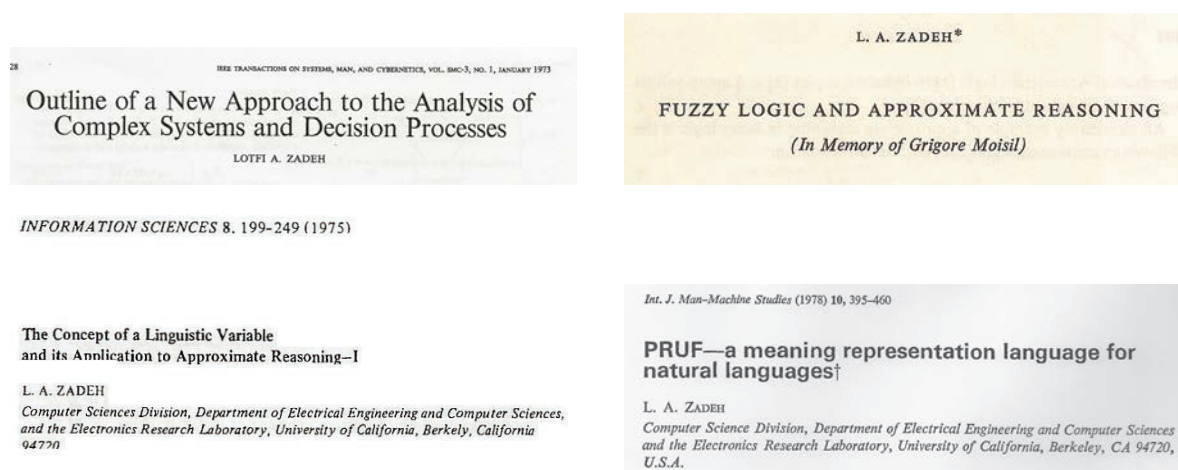 28
IEEE TRANSACTIONS ON SYSTEMS, MAN, AND CYBERNETICS, VOL. SMC-3, NO. 1, JANUARY 1973
Outline of a New Approach to the Analysis of
Complex Systems and Decision Processes
LOTFI A. ZADEH
L. A. ZADEH*
FUZZY LOGIC AND APPROXIMATE REASONING
(In Memory of Grigore Moisil)
INFORMATION SCIENCES 8, 199-249 (1975)
The Concept of a Linguistic Variable
and its Application to Approximate Reasoning—I
L. A. ZADEH
Computer Sciences Division, Department of Electrical Engineering and Computer Sciences,
and the Electronics Research Laboratory, University of California, Berkely, California
94720
Int. J. Man-Machine Studies (1978) 10, 395-460
PRUF—a meaning representation language for
natural languages†
L. A. ZADEH
Computer Science Division, Department of Electrical Engineering and Computer Sciences
and the Electronics Research Laboratory, University of California, Berkeley, CA 94720,
U.S.A.